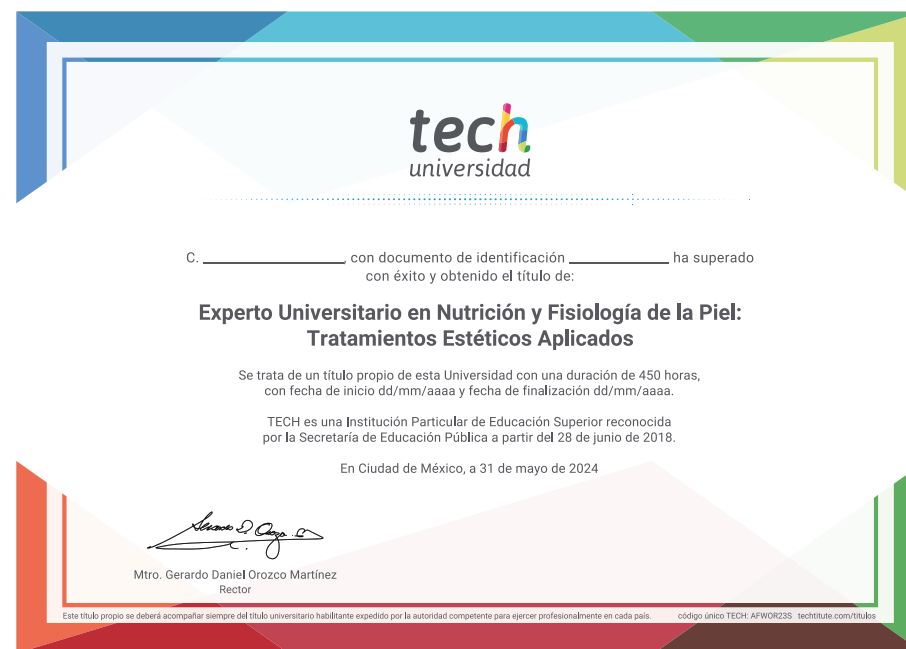 tech
universidad
C. ____________, con documento de identificación ____________ ha superado
con éxito y obtenido el título de:
Experto Universitario en Nutrición y Fisiología de la Piel:
Tratamientos Estéticos Aplicados
Se trata de un título propio de esta Universidad con una duración de 450 horas,
con fecha de inicio dd/mm/aaaa y fecha de finalización dd/mm/aaaa.
TECH es una Institución Particular de Educación Superior reconocida
por la Secretaría de Educación Pública a partir del 28 de junio de 2018.
En Ciudad de México, a 31 de mayo de 2024
Mtro. Gerardo Daniel Orozco Martínez
Rector
Este título propio se deberá acompañar siempre del título universitario habilitante expedido por la autoridad competente para ejercer profesionalmente en cada país. código único TECH: AFWOR23S techtitute.com/titulos